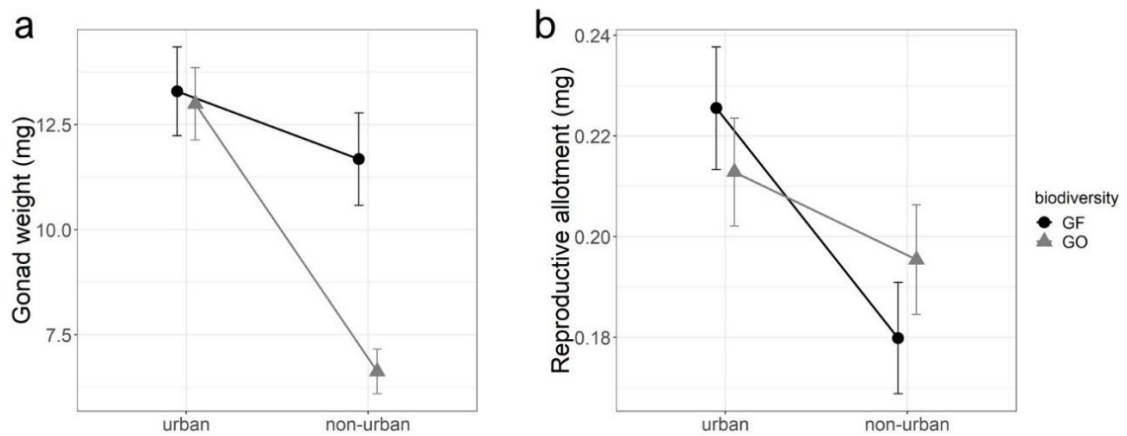 a
Gonad weight (mg)
12.5
10.0
7.5
urban
non-urban
b
Reproductive allotment (mg)
0.24
0.22
0.20
0.18
urban
non-urban
biodiversity
GF
GO